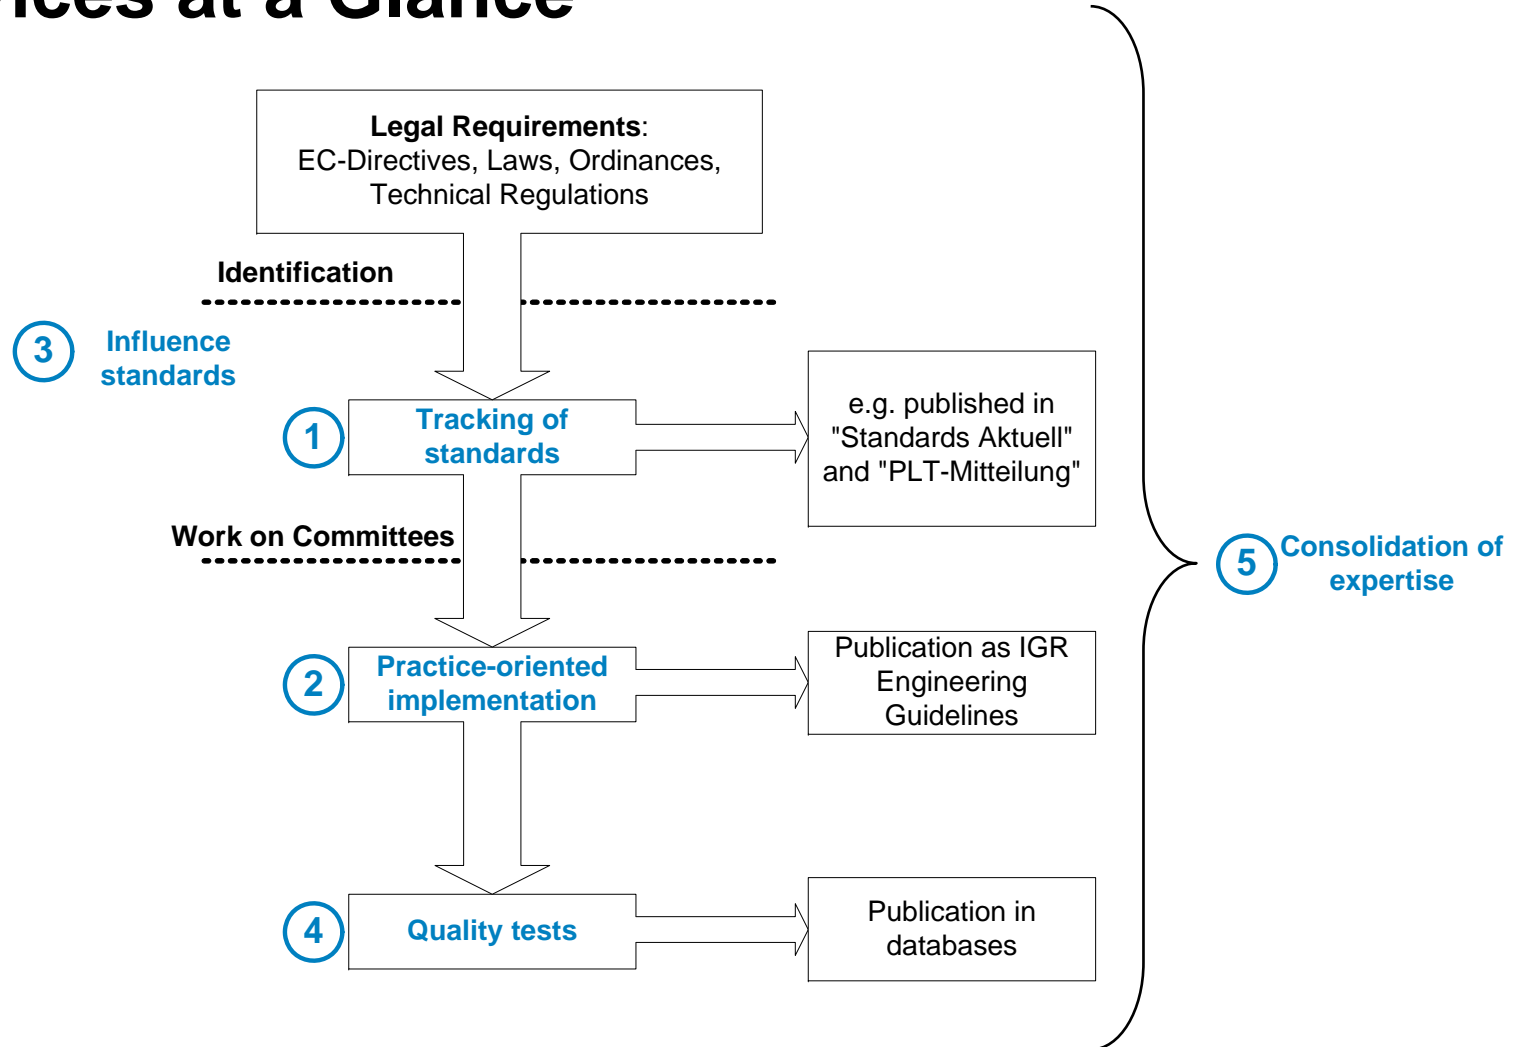 at a Glance
Legal Requirements:
EC-Directives, Laws, Ordinances,
Technical Regulations
Identification
3
Influence
standards
1
Tracking of
standards
e.g. published in
"Standards Aktuell"
and "PLT-Mitteilung"
Work on Committees
5
Consolidation of
expertise
2
Practice-oriented
implementation
Publication as IGR
Engineering
Guidelines
4
Quality tests
Publication in
databases